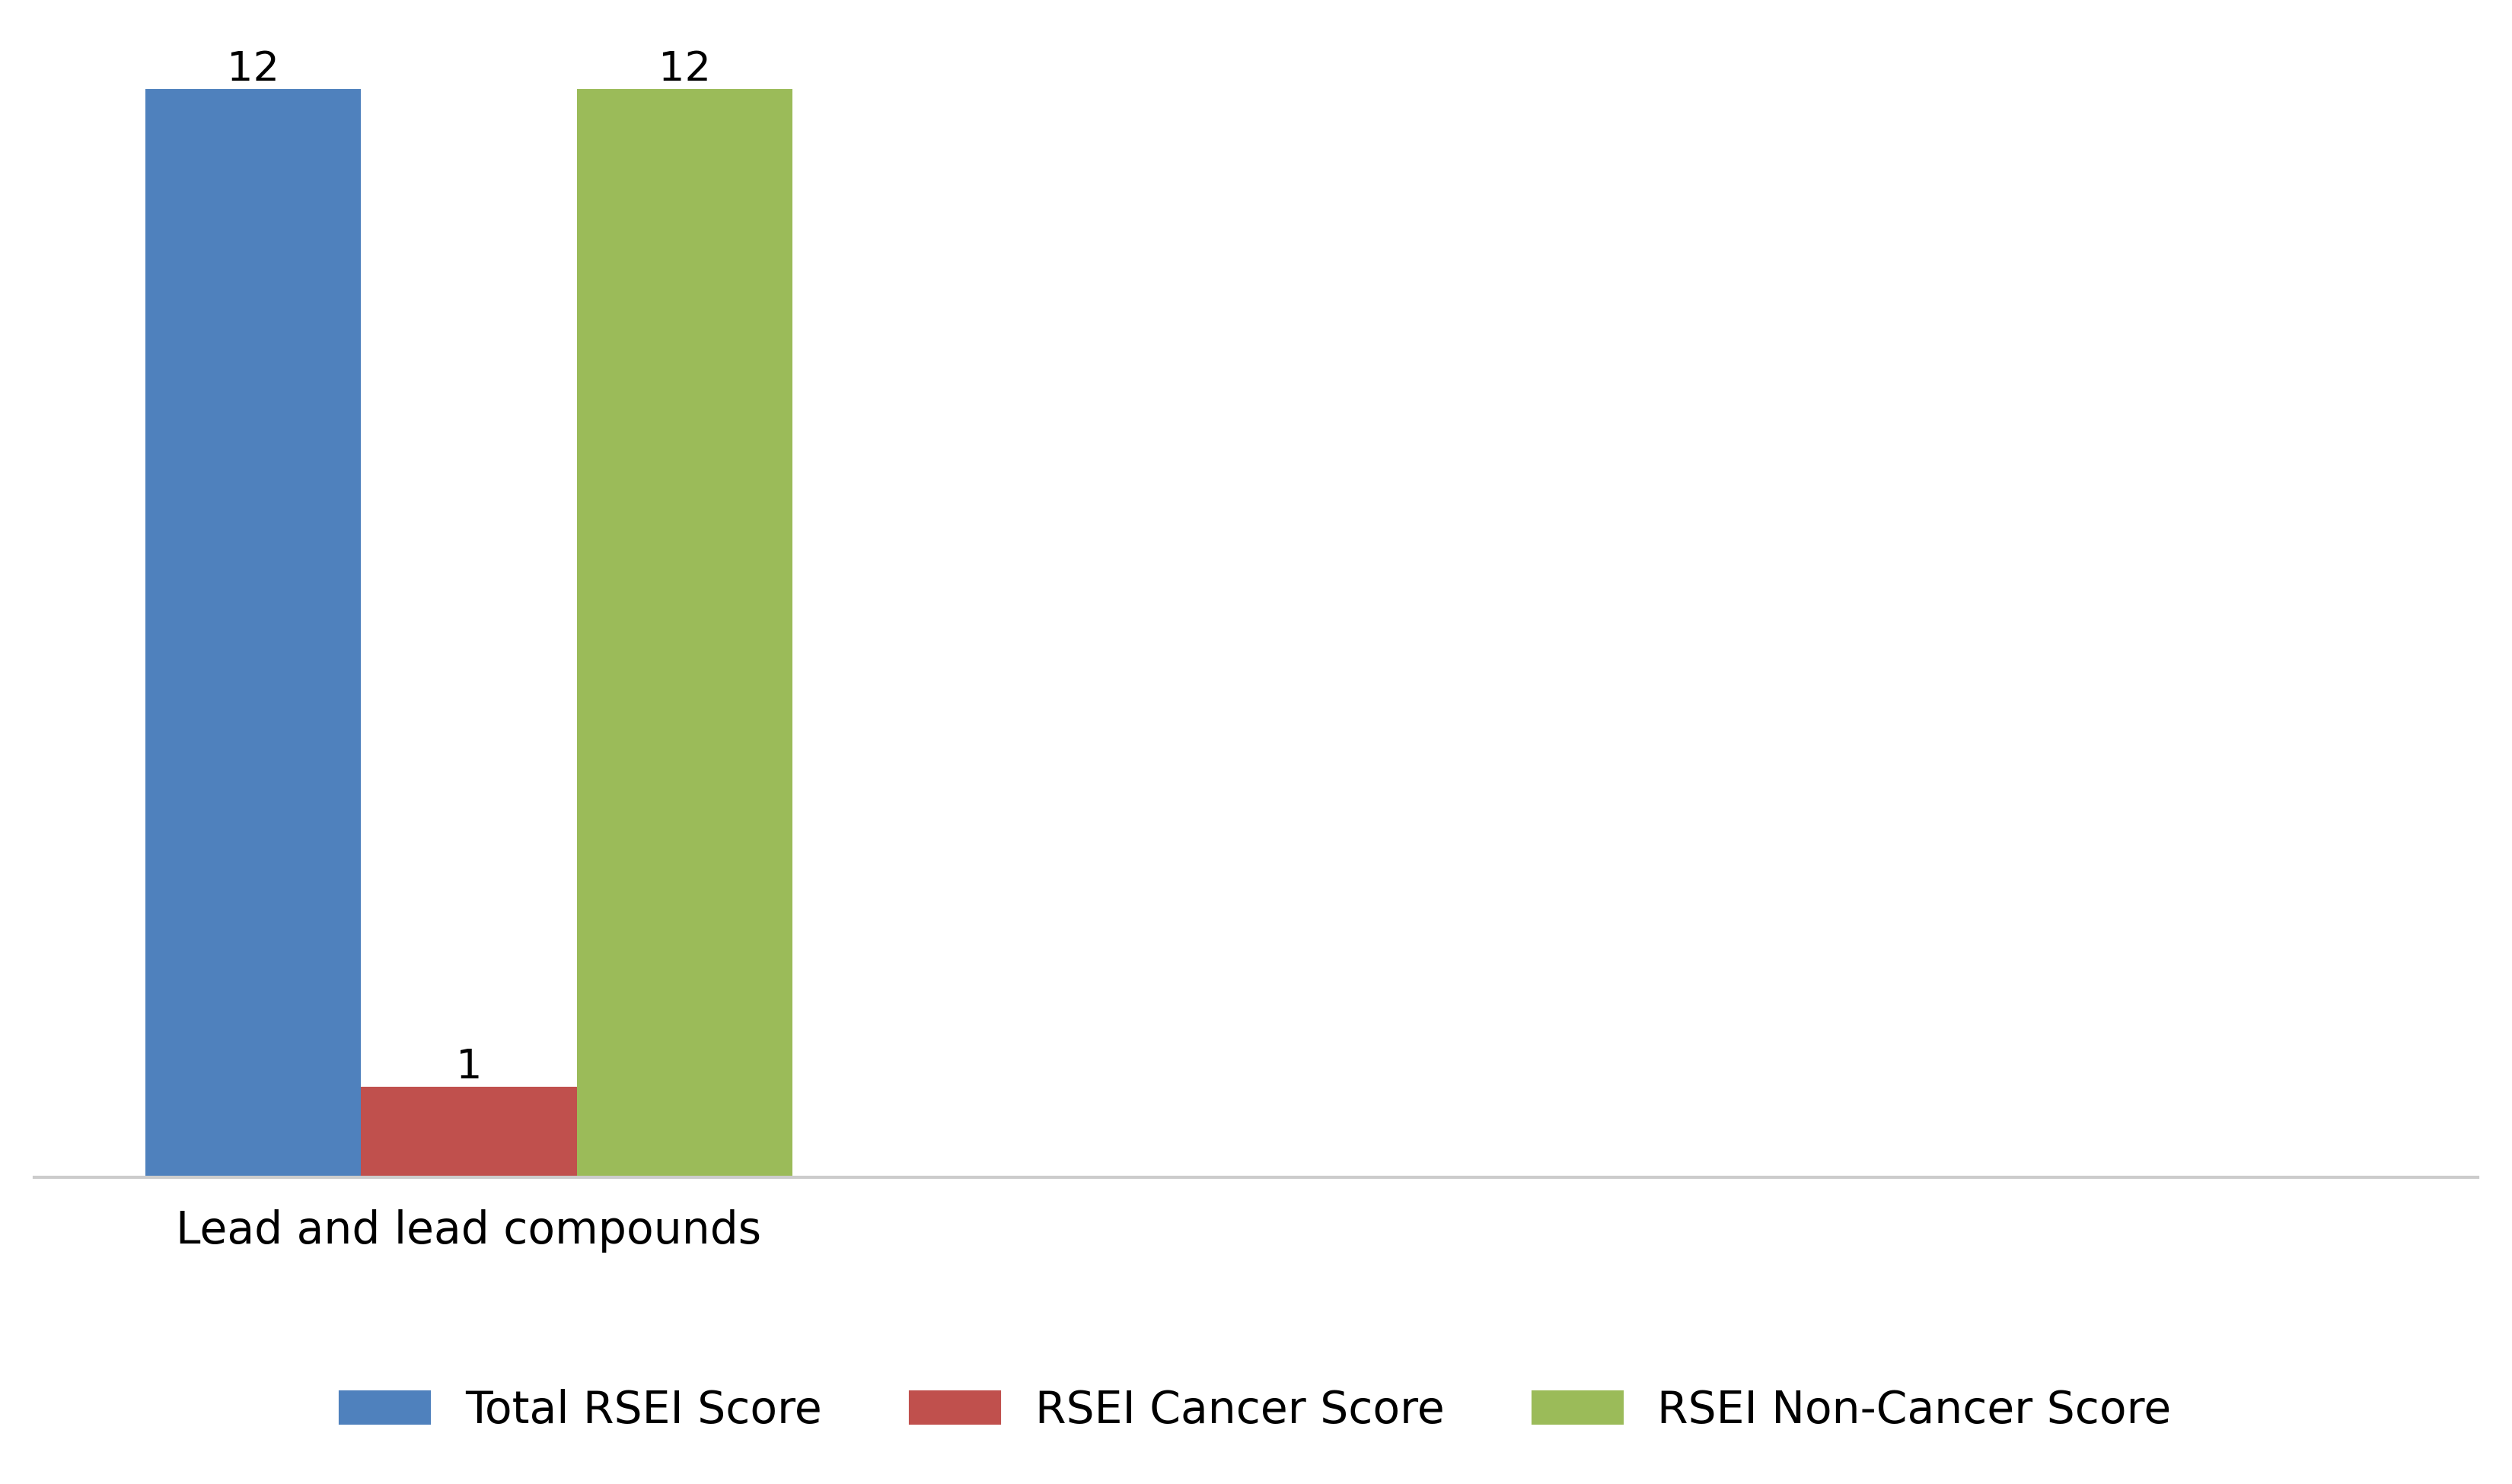 12 12
1
Lead and lead compounds
Total RSEI Score RSEI Cancer Score RSEI Non-Cancer Score